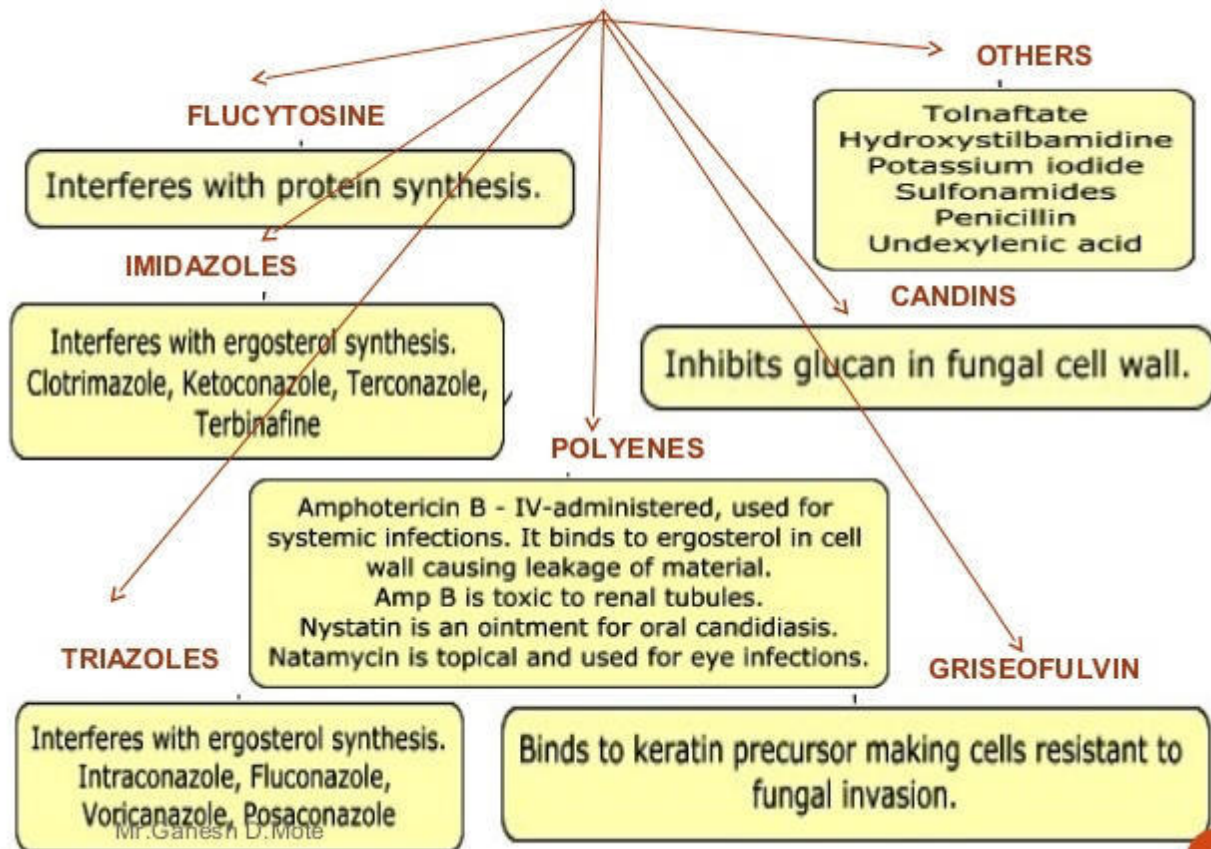 OTHERS
Tolnaftate
Hydroxystilbamidine
Potassium iodide
Sulfonamides
Penicillin
Undexylenic acid
FLUCYTOSINE
Interferes with protein synthesis.
IMIDAZOLES
Interferes with ergosterol synthesis.
Clotrimazole, Ketoconazole, Terconazole,
Terbinafine
CANDINS
Inhibits glucan in fungal cell wall.
POLYENES
Amphotericin B - IV-administered, used for
systemic infections. It binds to ergosterol in cell
wall causing leakage of material.
Amp B is toxic to renal tubules.
Nystatin is an ointment for oral candidiasis.
Natamycin is topical and used for eye infections.
TRIAZOLES
Interferes with ergosterol synthesis.
Intraconazole, Fluconazole,
Voricanazole, Posaconazole
GRISEOFULVIN
Binds to keratin precursor making cells resistant to
fungal invasion.
Mr.Ganesh D.Mote